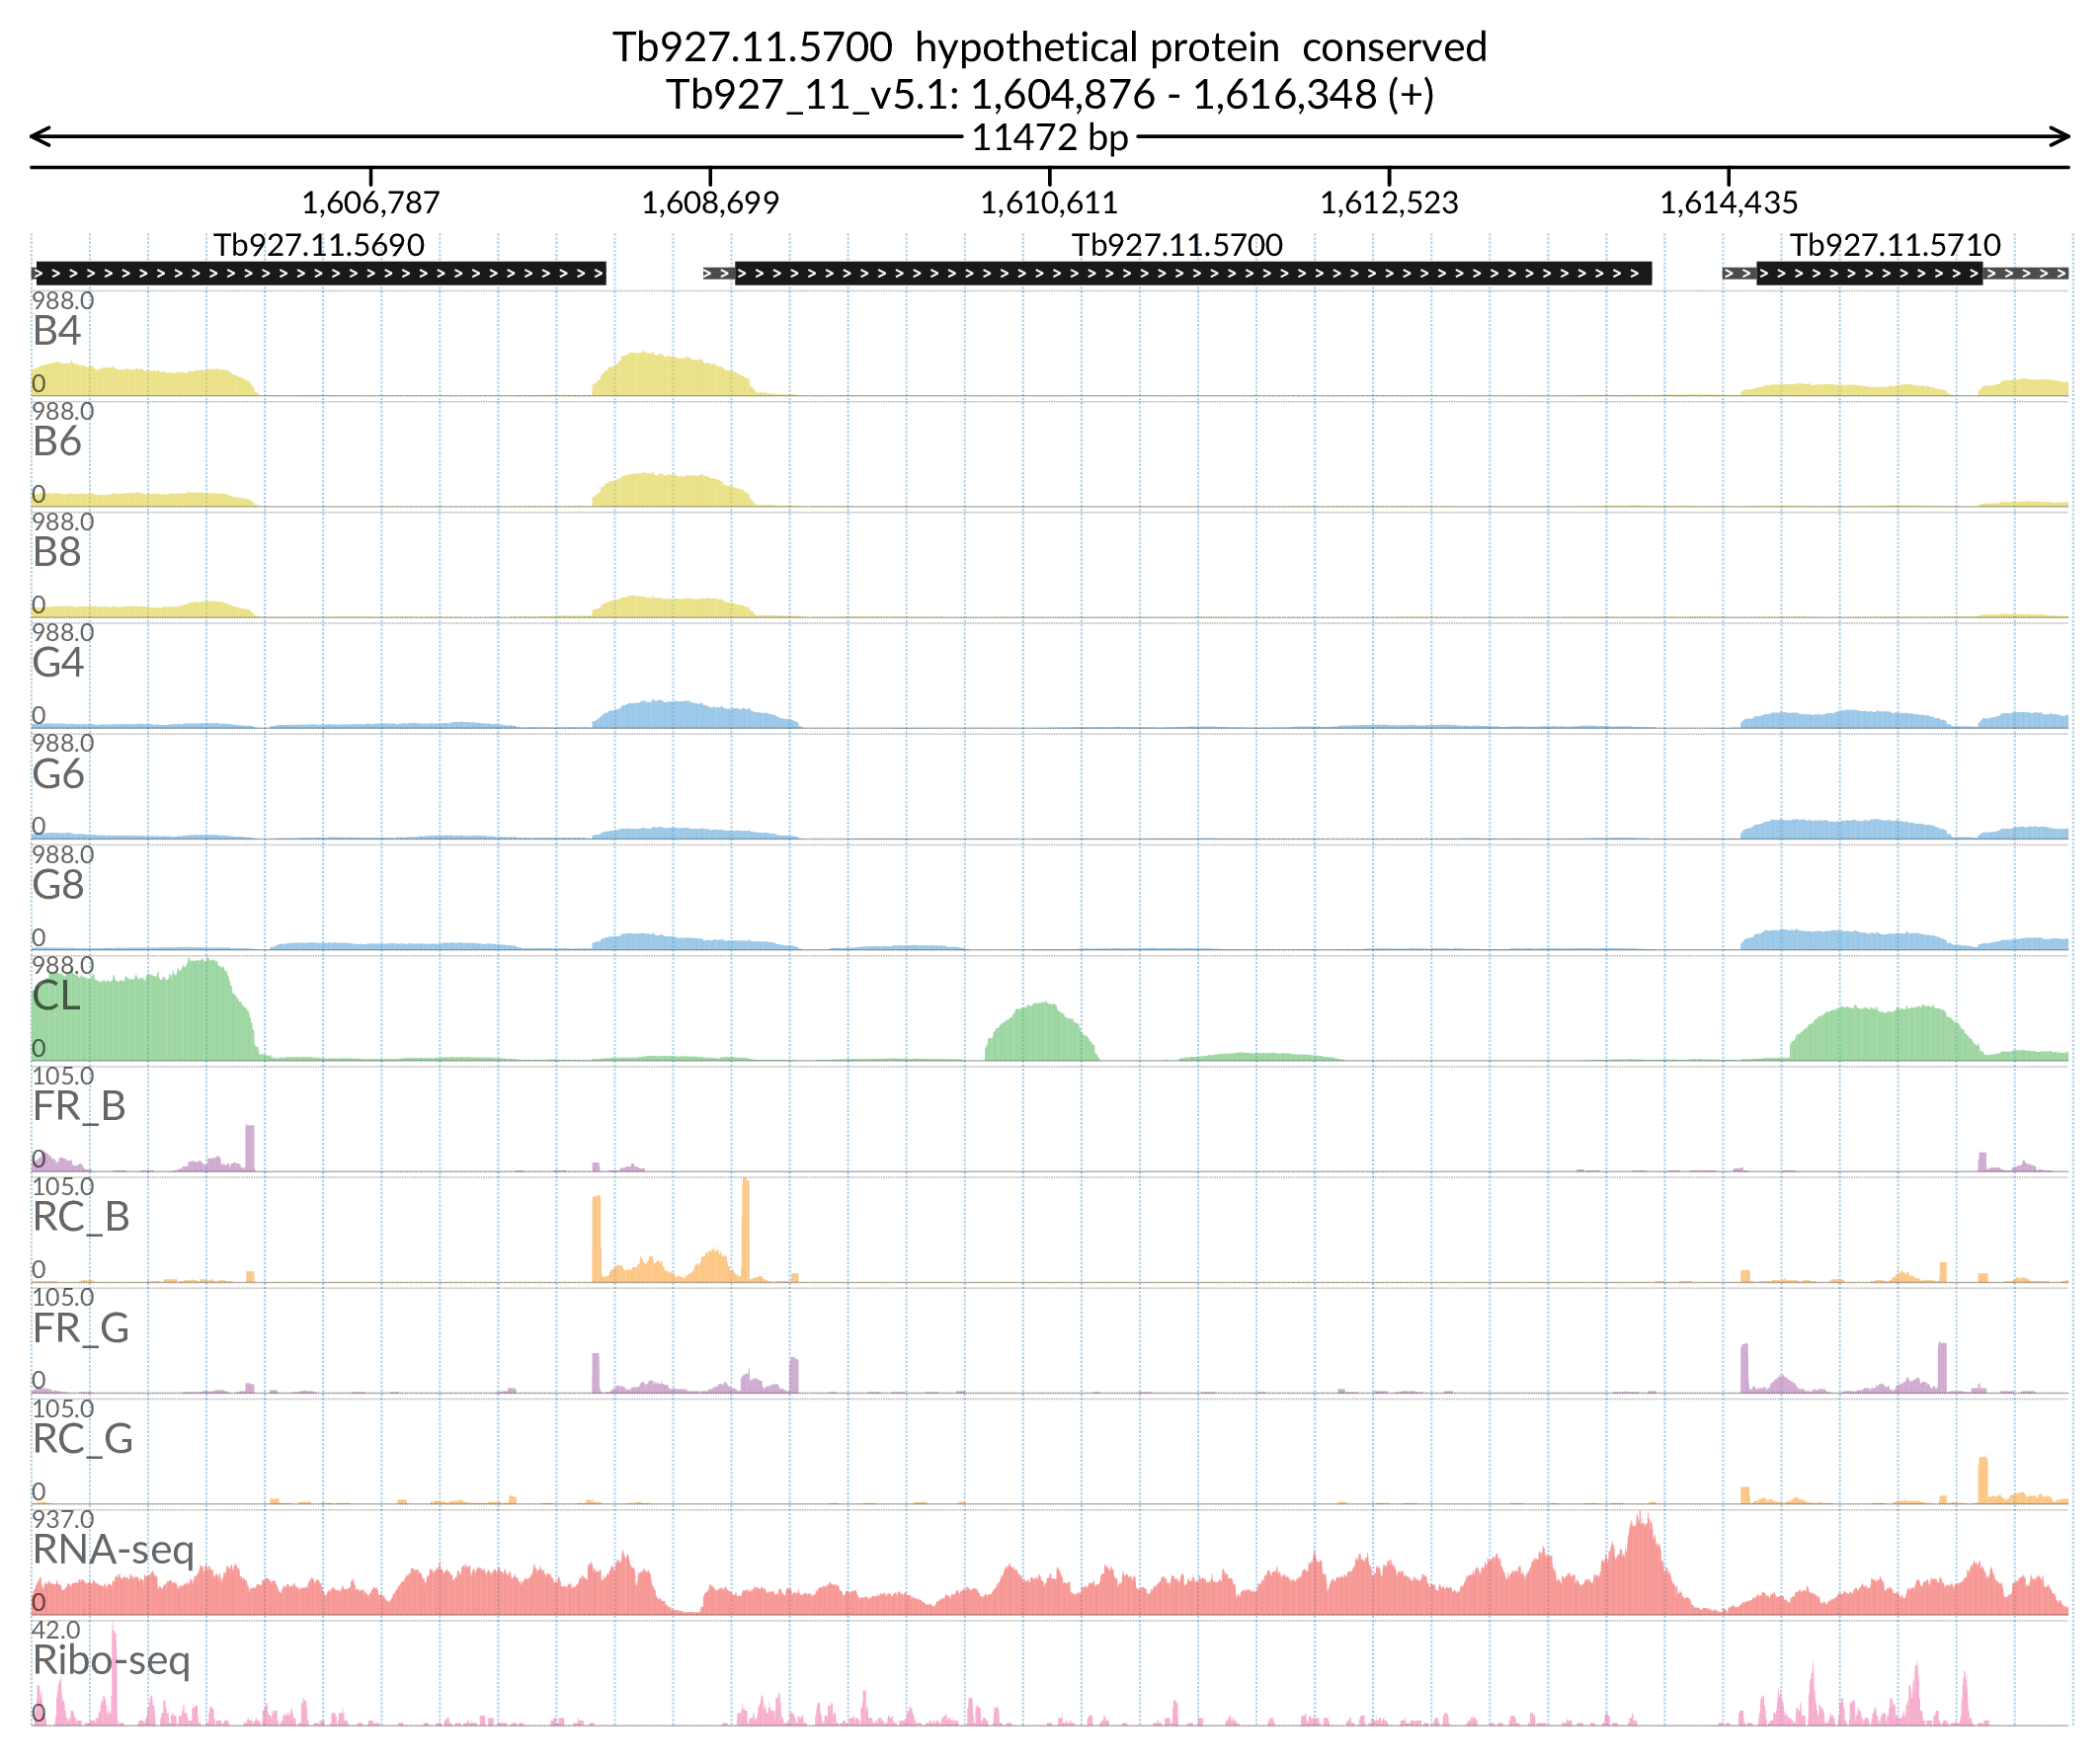 Tb927.11.5700 hypothetical protein conserved
Tb927_11_v5.1: 1,604,876 - 1,616,348 (+)
11472 bp
1,606,787 1,608,699 1,610,611 1,612,523 1,614,435
Tb927.11.5690 Tb927.11.5700 Tb927.11.5710
988.0
B4
0
988.0
B6
0
988.0
B8
0
988.0
G4
0
988.0
G6
0
988.0
G8
0
988.0
CL
0
105.0
FR_B
0
105.0
RC_B
0
105.0
FR_G
0
105.0
RC_G
0
937.0
RNA-seq
0
42.0
Ribo-seq
0